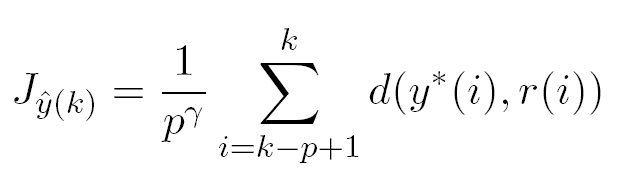 J_{\hat{y}(k)} = \frac{1}{p^{\gamma}} \sum_{i=k-p+1}^{k} d(y^{*}(i), r(i))